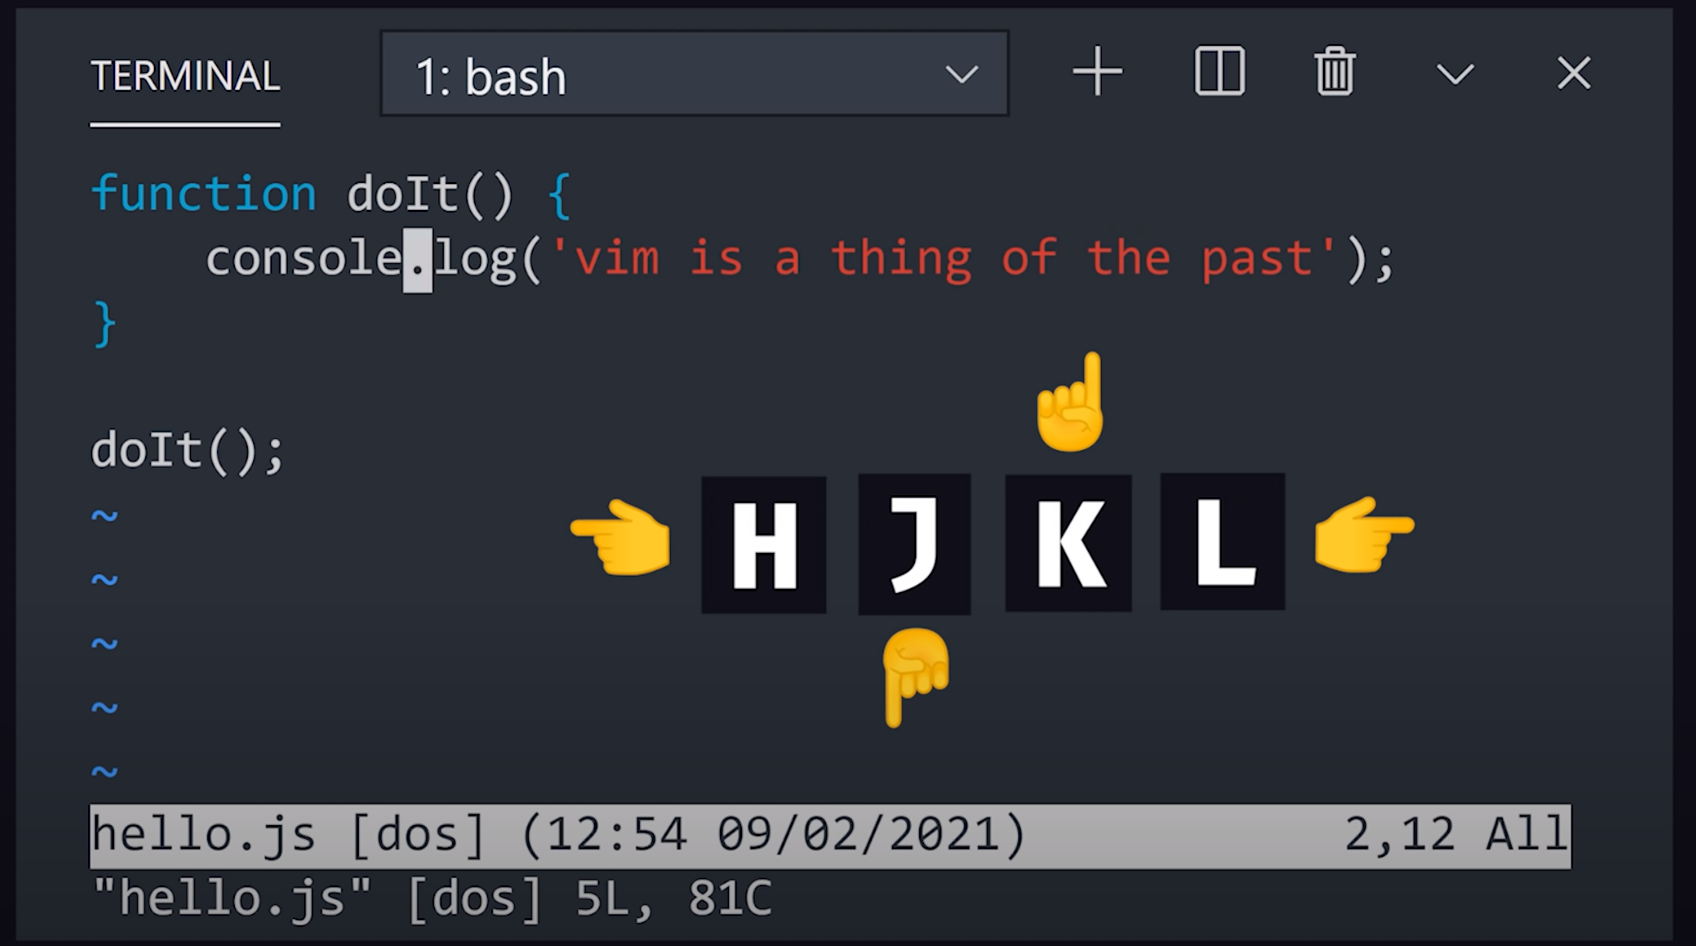 TERMINAL 1: bash
function doIt() {
    console.log('vim is a thing of the past');
}
doIt();
H J K L
~
~
~
~
~
hello.js [dos] (12:54 09/02/2021) 2,12 All
"hello.js" [dos] 5L, 81C